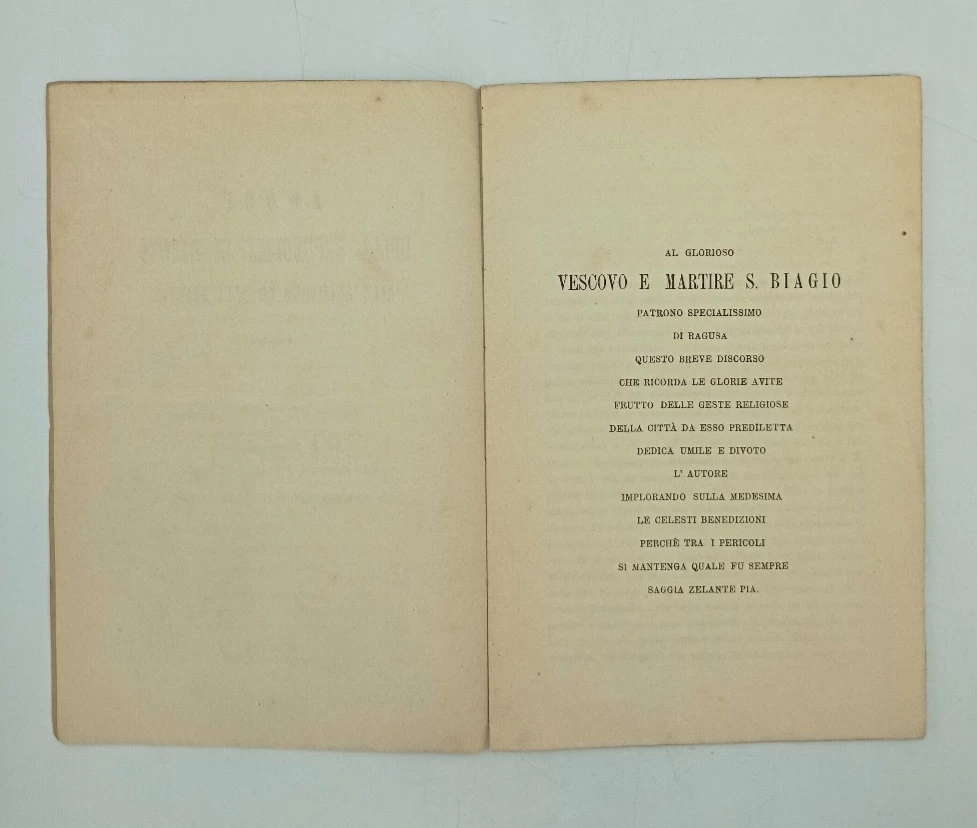 AL GLORIOSO
VESCOVO E MARTIRE S. BIAGIO
PATRONO SPECIALISSIMO
DI RAGUSA
QUESTO BREVE DISCORSO
CHE RICORDA LE GLORIE AVITE
FRUTTO DELLE GESTE RELIGIOSE
DELLA CITTÀ DA ESSO PREDILETTA
DEDICA UMILE E DIVOTO
L' AUTORE
IMPLORANDO SULLA MEDESIMA
LE CELESTI BENEDIZIONI
PERCHÈ TRA I PERICOLI
SI MANTENGA QUALE FU SEMPRE
SAGGIA ZELANTE PIA.